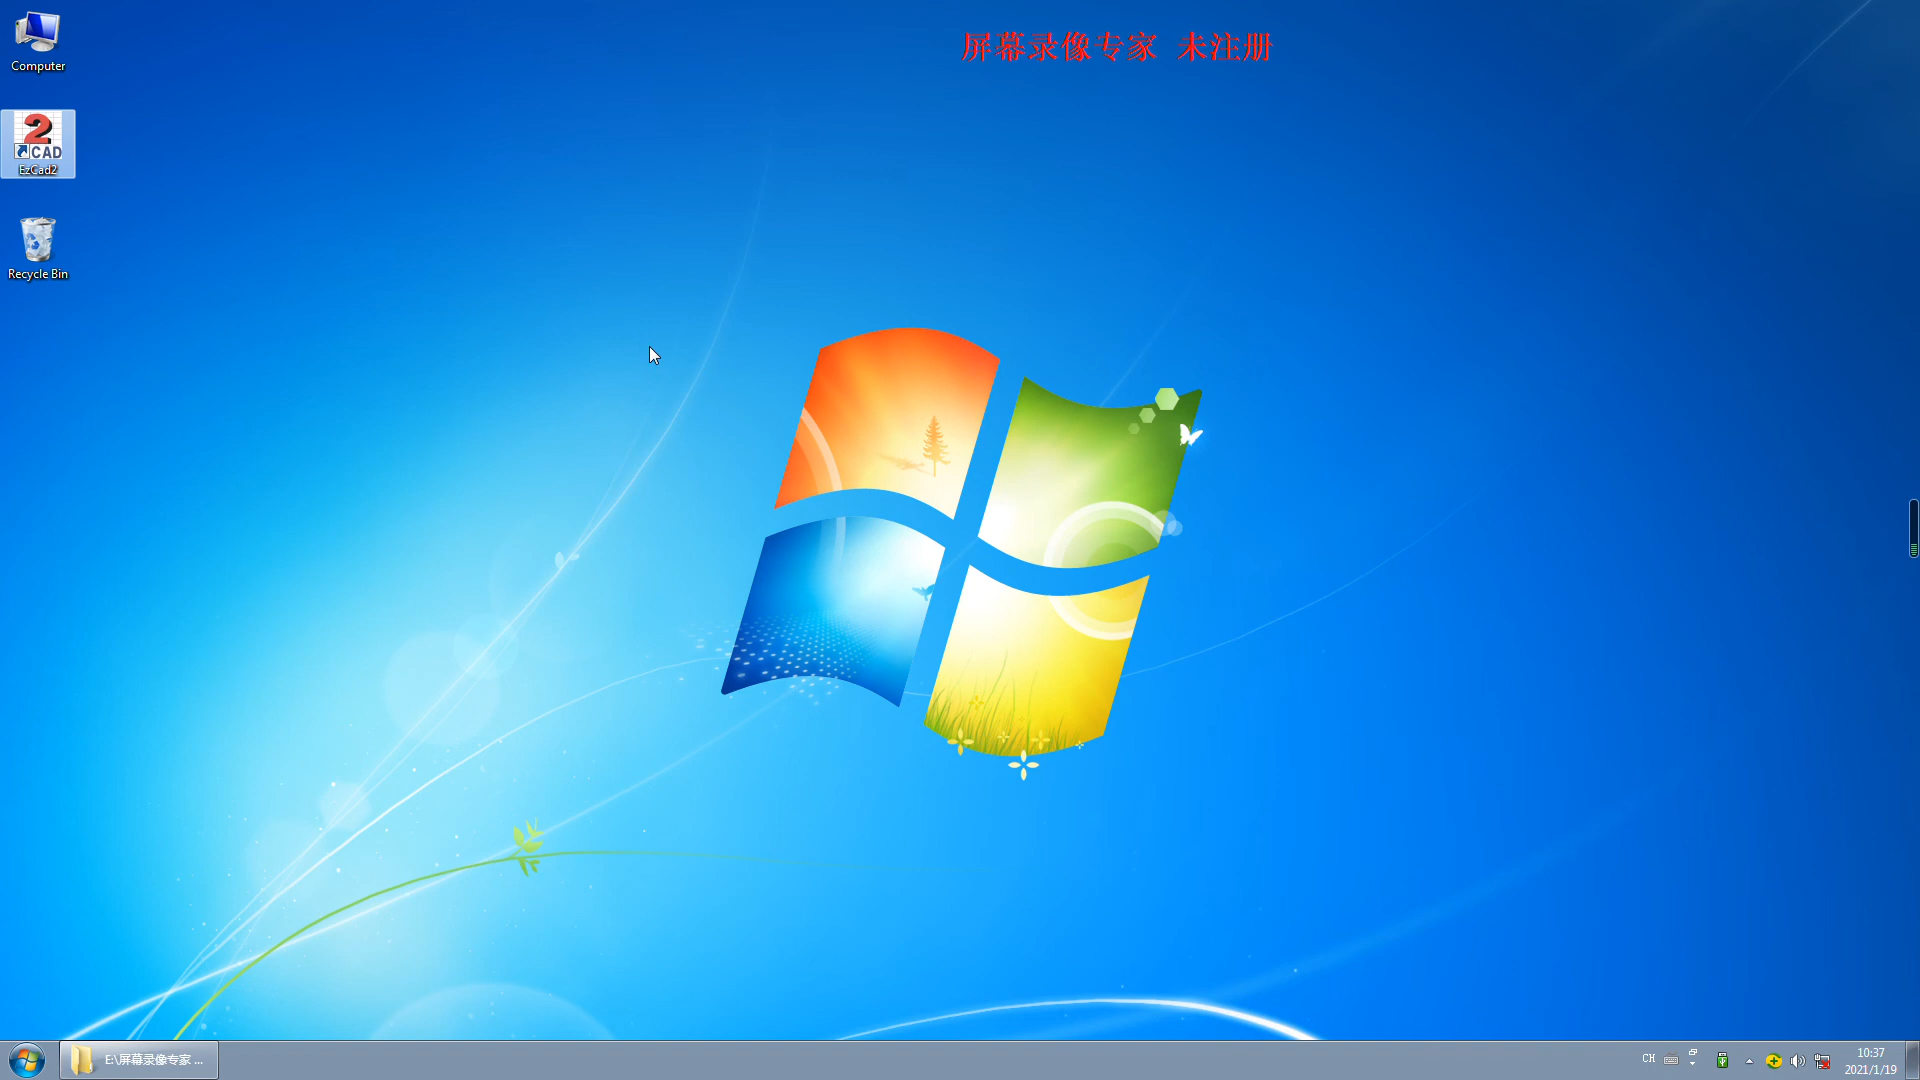 屏幕录像专家 未注册
Computer
2
CAD
EzCad2
Recycle Bin
E:\屏幕录像专家 ...
CH
10:37
2021/1/19